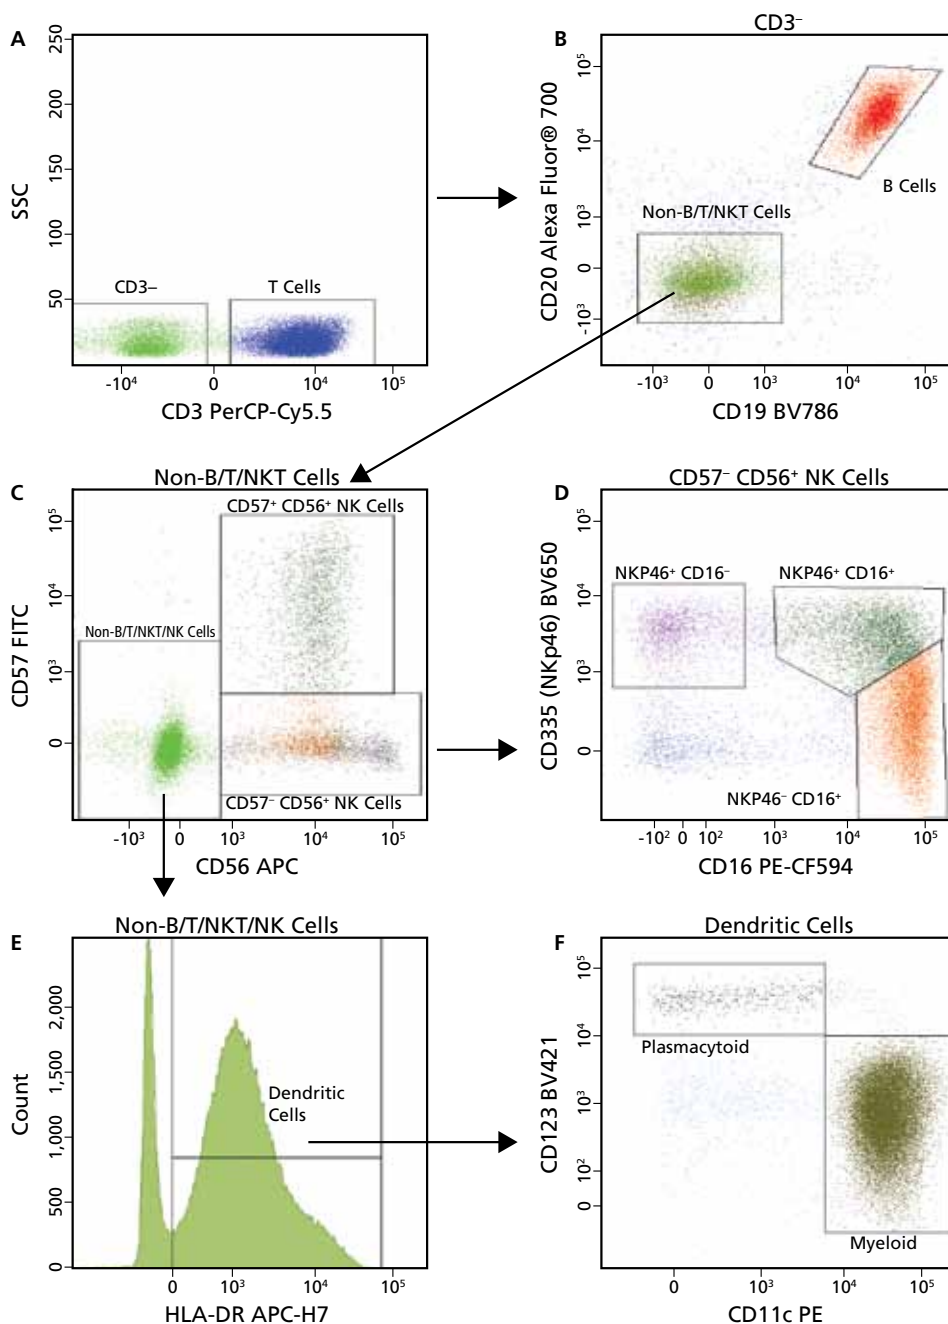 A
250
200
150
100
50
SSC
CD3–
T Cells
-10⁴
0
10⁴
10⁵
CD3 PerCP-Cy5.5
B
CD3⁻
10⁵
10⁴
10³
0
-10³
CD20 Alexa Fluor® 700
B Cells
Non-B/T/NKT Cells
-10³
0
10³
10⁴
10⁵
CD19 BV786
C
Non-B/T/NKT Cells
CD57⁺ CD56⁺ NK Cells
10⁵
10⁴
10³
0
CD57 FITC
Non-B/T/NKT/NK Cells
CD57⁻ CD56⁺ NK Cells
-10³
0
10³
10⁴
10⁵
CD56 APC
D
CD57⁻ CD56⁺ NK Cells
10⁵
10⁴
10³
0
CD335 (NKp46) BV650
NKP46⁺ CD16⁻
NKP46⁺ CD16⁺
NKP46⁻ CD16⁺
-10²
0
10²
10³
10⁴
10⁵
CD16 PE-CF594
E
Non-B/T/NKT/NK Cells
2,000
1,500
1,000
500
0
Count
Dendritic
Cells
0
10³
10⁴
10⁵
HLA-DR APC-H7
F
Dendritic Cells
10⁵
10⁴
10³
10²
0
CD123 BV421
Plasmacytoid
Myeloid
0
10³
10⁴
10⁵
CD11c PE